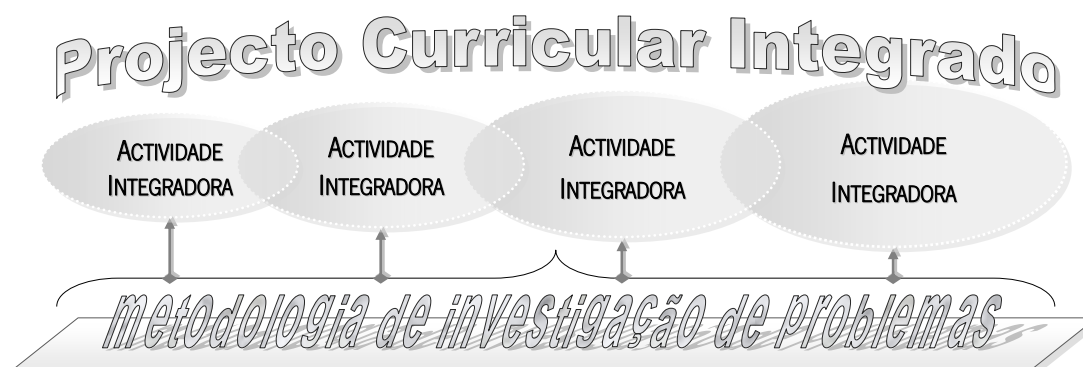 Projecto Curricular Integrado
ACTIVIDADE
INTEGRADORA
ACTIVIDADE
INTEGRADORA
ACTIVIDADE
INTEGRADORA
ACTIVIDADE
INTEGRADORA
metodologia de investigação de problemas